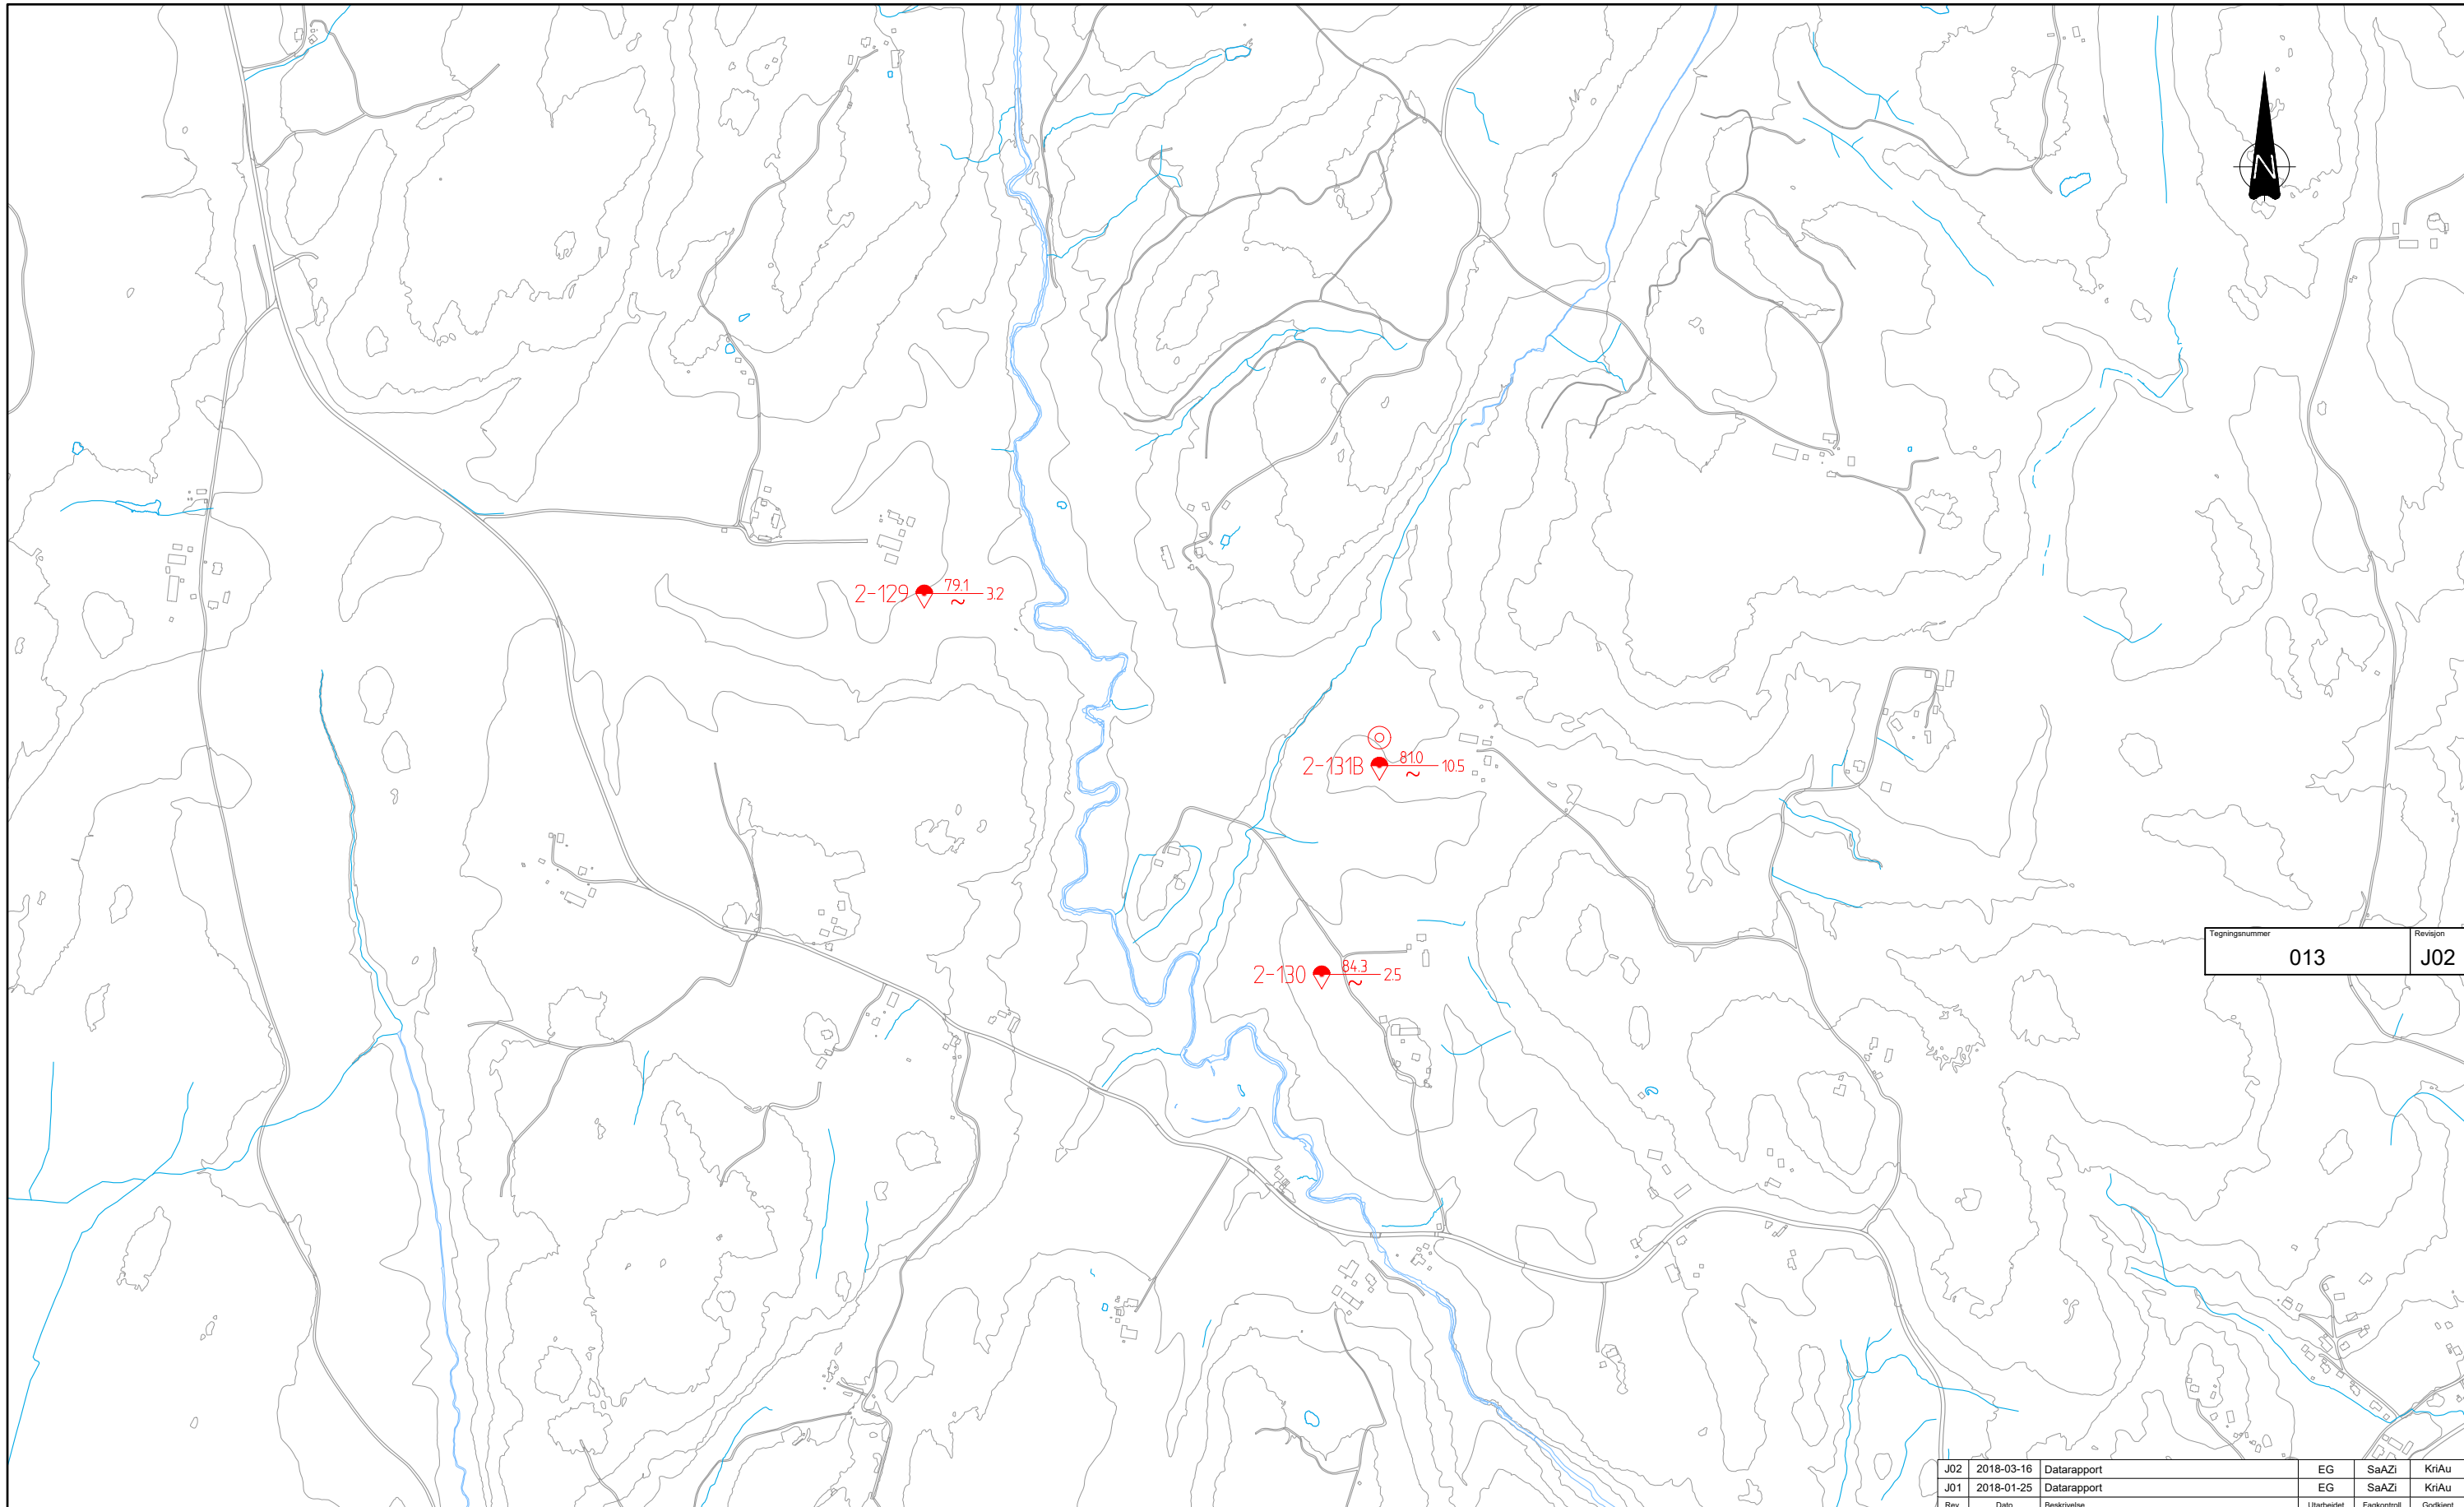 N
2-129 79.1 ~ 3.2
2-131B 81.0 ~ 10.5
Tegningsnummer Revisjon
013 J02
2-130 84.3 ~ 2.5
J02 2018-03-16 Datarapport EG SaAZi KriAu
J01 2018-01-25 Datarapport EG SaAZi KriAu
Rev. Dato Beskrivelse Utarbeidet Fagkontroll Godkjent